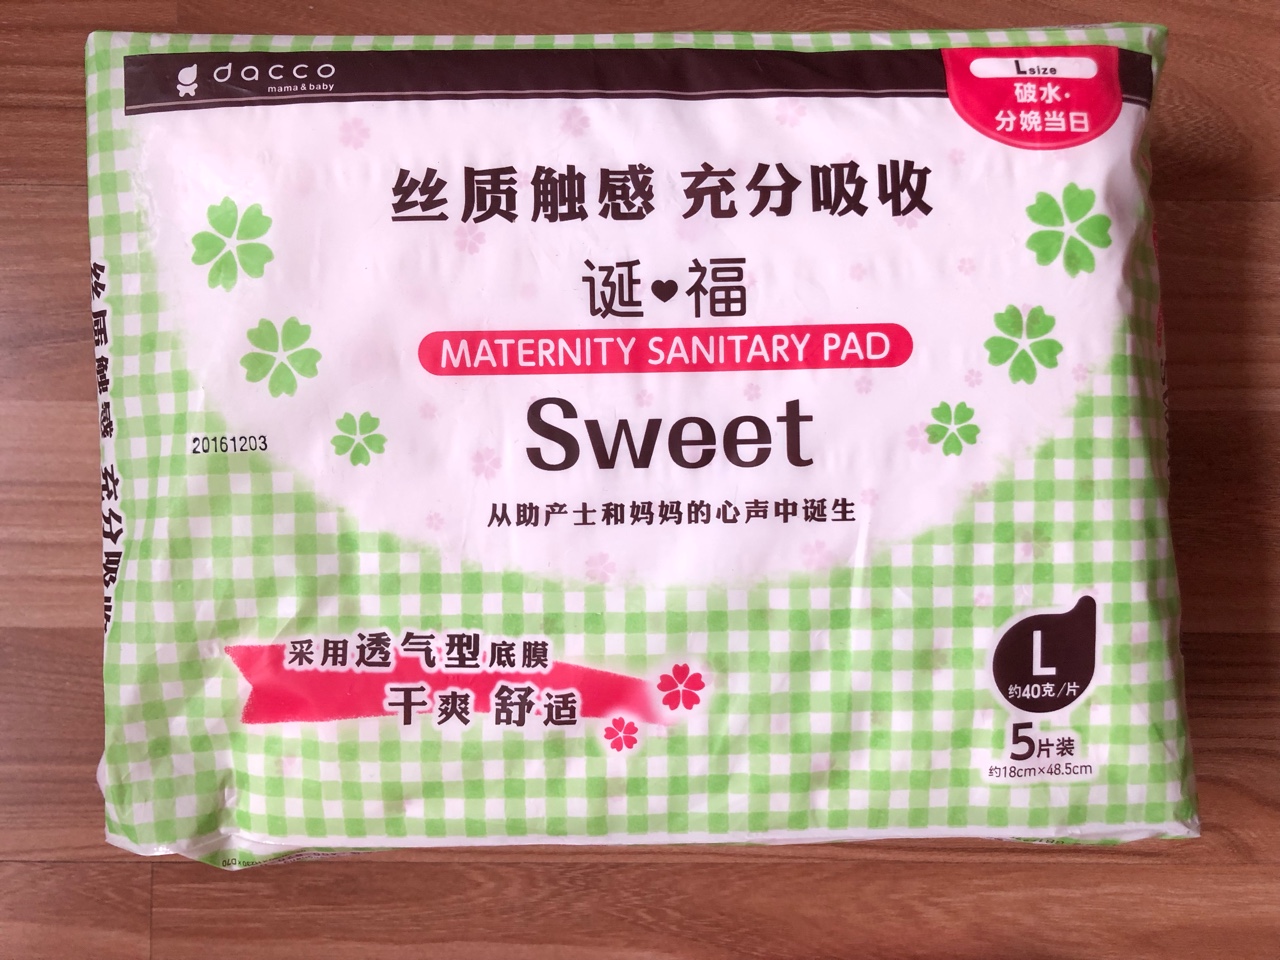 dacco
mama & baby
L size
破水·
分娩当日
丝质触感 充分吸收
诞♥福
MATERNITY SANITARY PAD
Sweet
20161203
从助产士和妈妈的心声中诞生
采用透气型底膜
干爽 舒适
L
约40克/片
5片装
约18cm×48.5cm
丝质触感 充分吸收